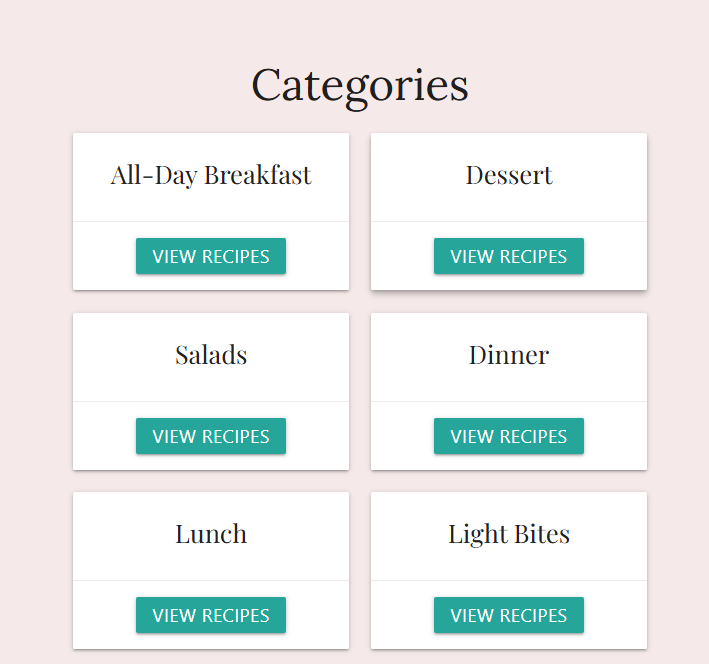 Categories
All-Day Breakfast
Dessert
VIEW RECIPES
VIEW RECIPES
Salads
Dinner
VIEW RECIPES
VIEW RECIPES
Lunch
Light Bites
VIEW RECIPES
VIEW RECIPES